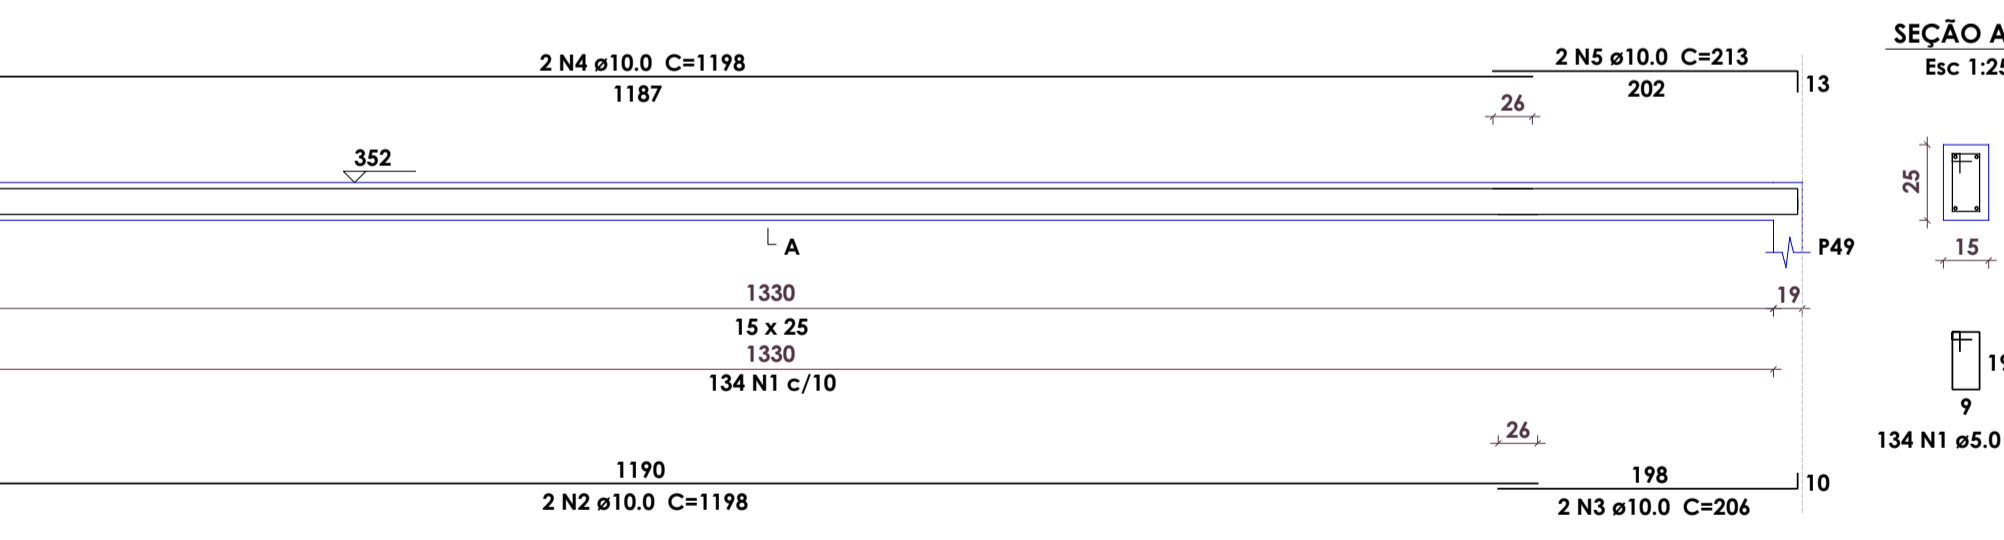 2 N4 ø10.0 C=1198
1187
2 N5 ø10.0 C=213
202
13
26
352
A
P49
1330
19
15 x 25
1330
134 N1 c/10
26
1190
2 N2 ø10.0 C=1198
198
10
2 N3 ø10.0 C=206
SEÇÃO A
Esc 1:25
25
15
19
9
134 N1 ø5.0